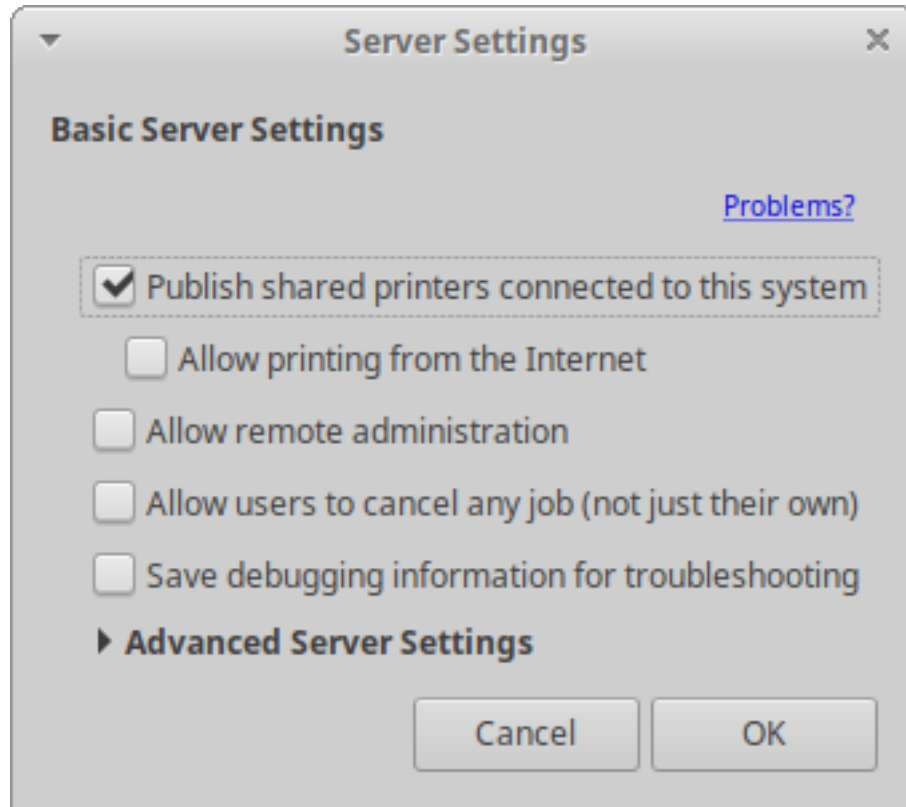 Server Settings
Basic Server Settings
Problems?
Publish shared printers connected to this system
Allow printing from the Internet
Allow remote administration
Allow users to cancel any job (not just their own)
Save debugging information for troubleshooting
Advanced Server Settings
Cancel OK